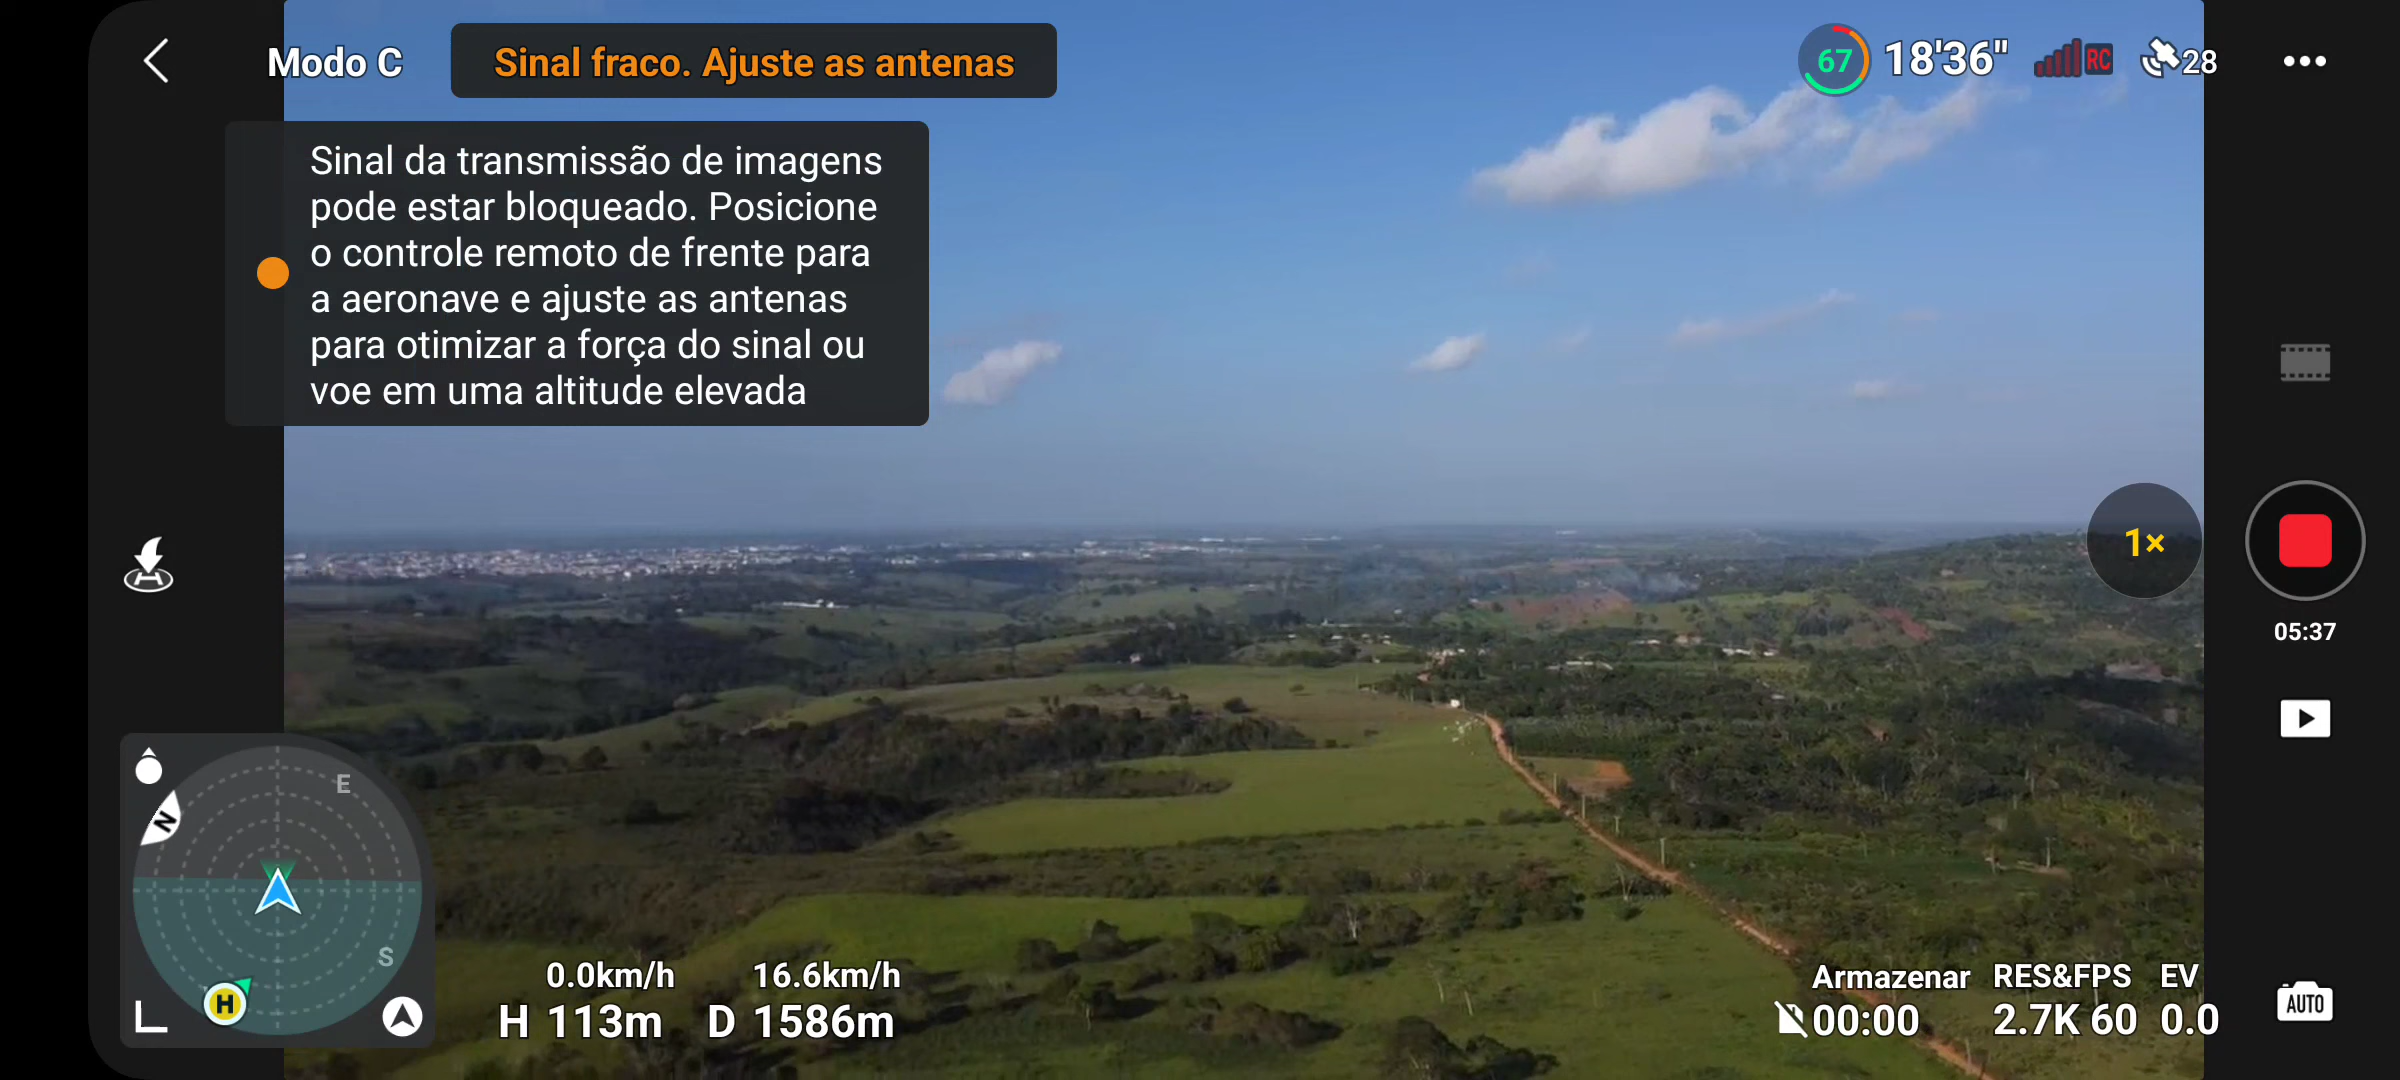 Modo C
Sinal fraco. Ajuste as antenas
67
18'36"
RC
28
Sinal da transmissão de imagens
pode estar bloqueado. Posicione
o controle remoto de frente para
a aeronave e ajuste as antenas
para otimizar a força do sinal ou
voe em uma altitude elevada
1×
05:37
E
N
S
H
0.0km/h
16.6km/h
H 113m
D 1586m
Armazenar
RES&FPS
EV
00:00
2.7K 60
0.0
AUTO